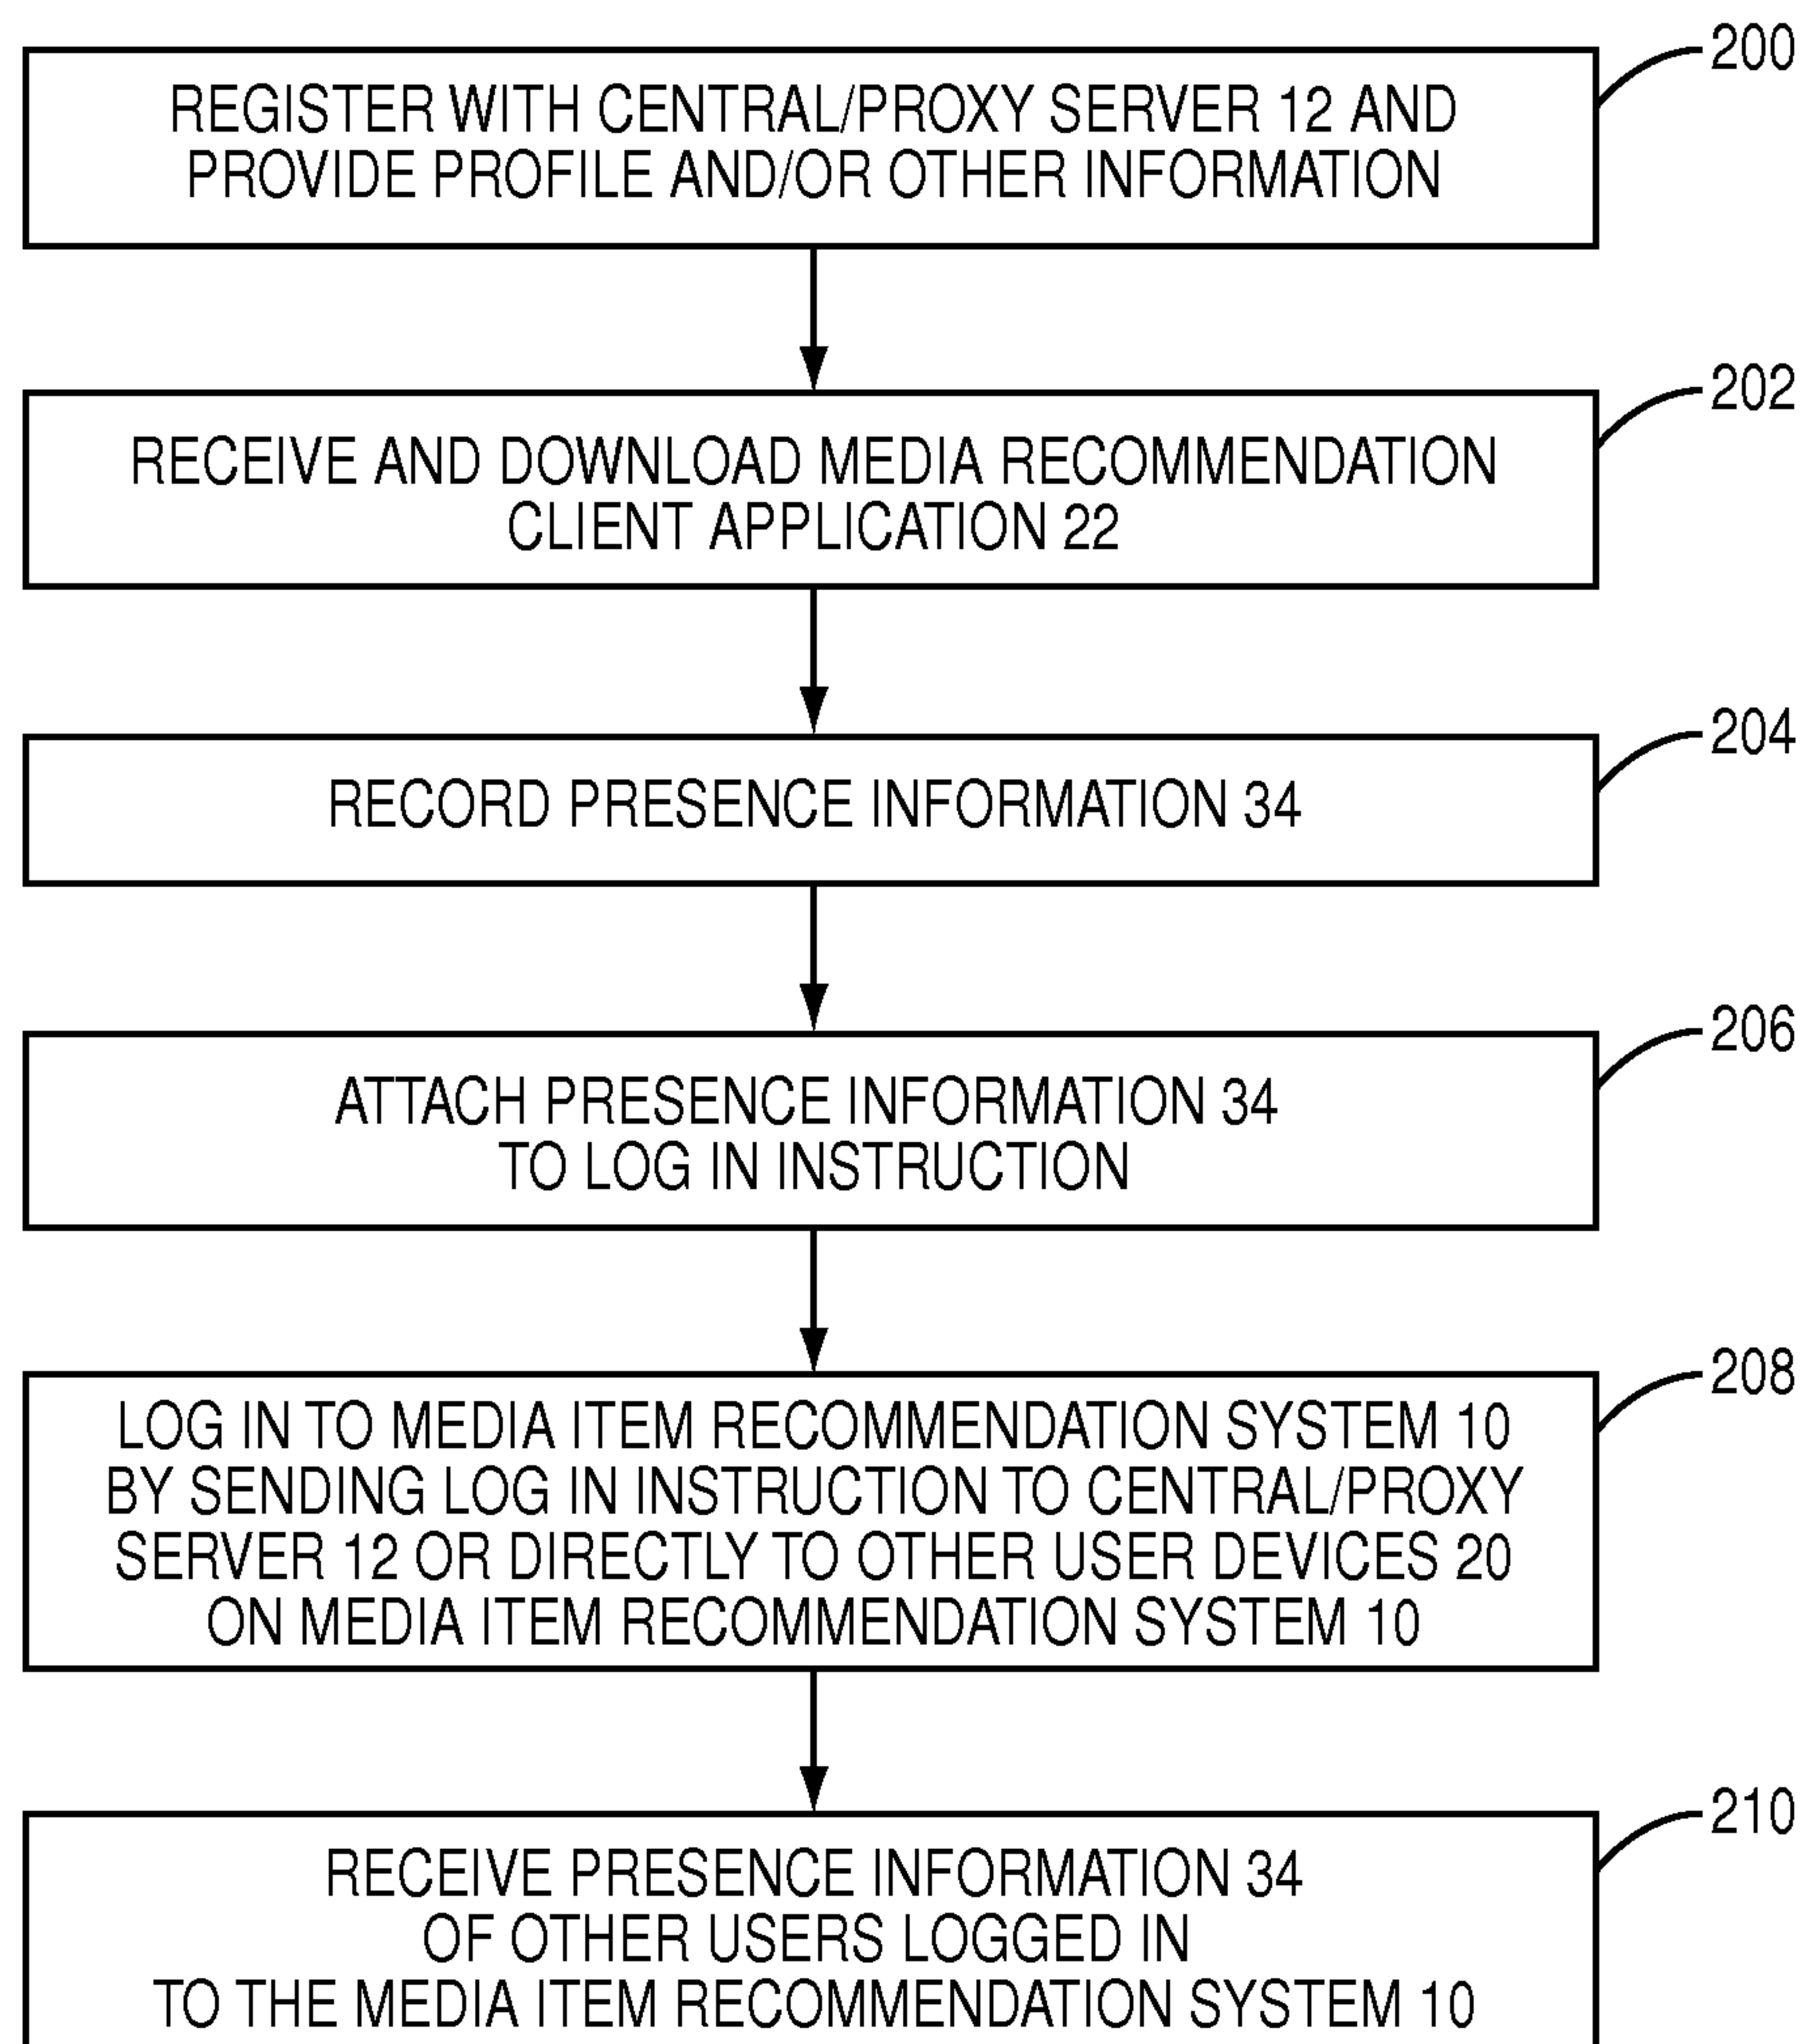 200
REGISTER WITH CENTRAL/PROXY SERVER 12 AND
PROVIDE PROFILE AND/OR OTHER INFORMATION
202
RECEIVE AND DOWNLOAD MEDIA RECOMMENDATION
CLIENT APPLICATION 22
204
RECORD PRESENCE INFORMATION 34
206
ATTACH PRESENCE INFORMATION 34
TO LOG IN INSTRUCTION
208
LOG IN TO MEDIA ITEM RECOMMENDATION SYSTEM 10
BY SENDING LOG IN INSTRUCTION TO CENTRAL/PROXY
SERVER 12 OR DIRECTLY TO OTHER USER DEVICES 20
ON MEDIA ITEM RECOMMENDATION SYSTEM 10
210
RECEIVE PRESENCE INFORMATION 34
OF OTHER USERS LOGGED IN
TO THE MEDIA ITEM RECOMMENDATION SYSTEM 10